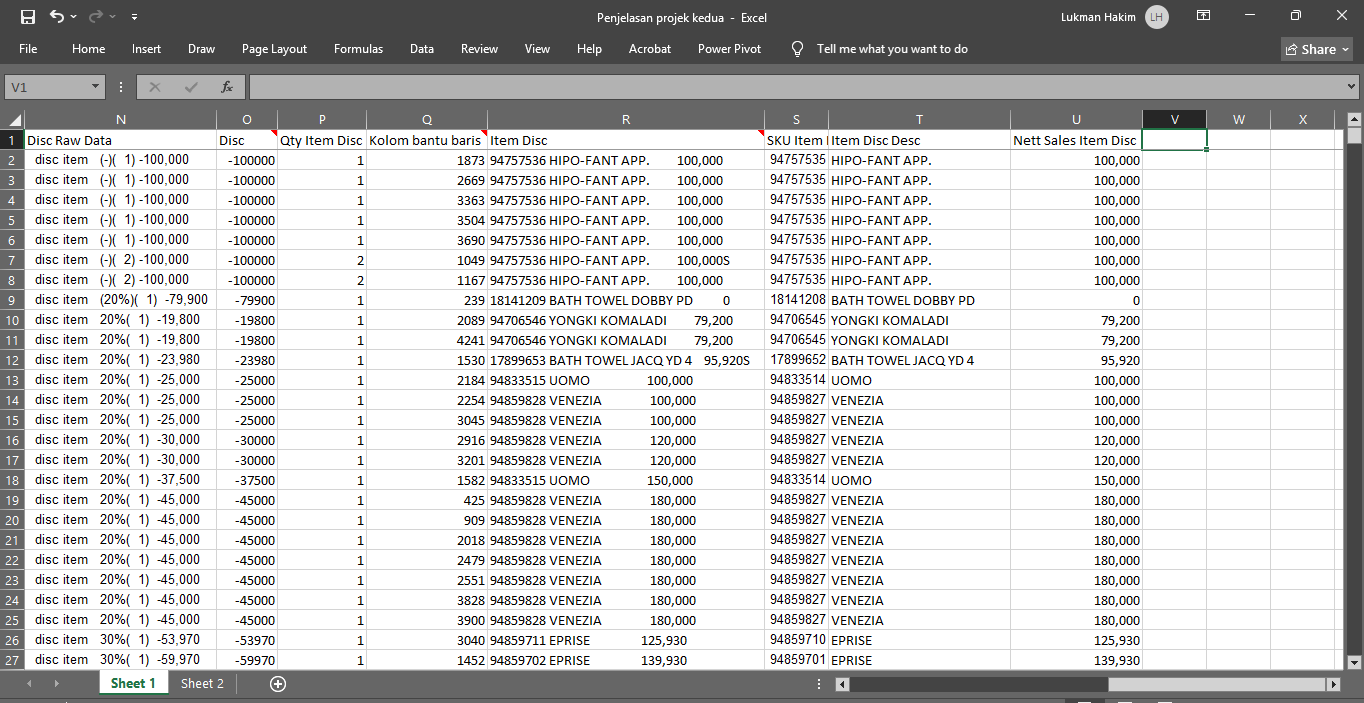 Penjelasan projek kedua - Excel
Lukman Hakim LH
File Home Insert Draw Page Layout Formulas Data Review View Help Acrobat Power Pivot Tell me what you want to do Share
V1 fx
N O P Q R S T U V W X
1 Disc Raw Data Disc Qty Item Disc Kolom bantu baris Item Disc SKU Item Item Disc Desc Nett Sales Item Disc
2 disc item (-)( 1) -100,000 -100000 1 1873 94757536 HIPO-FANT APP. 100,000 94757535 HIPO-FANT APP. 100,000
3 disc item (-)( 1) -100,000 -100000 1 2669 94757536 HIPO-FANT APP. 100,000 94757535 HIPO-FANT APP. 100,000
4 disc item (-)( 1) -100,000 -100000 1 3363 94757536 HIPO-FANT APP. 100,000 94757535 HIPO-FANT APP. 100,000
5 disc item (-)( 1) -100,000 -100000 1 3504 94757536 HIPO-FANT APP. 100,000 94757535 HIPO-FANT APP. 100,000
6 disc item (-)( 1) -100,000 -100000 1 3690 94757536 HIPO-FANT APP. 100,000 94757535 HIPO-FANT APP. 100,000
7 disc item (-)( 2) -100,000 -100000 2 1049 94757536 HIPO-FANT APP. 100,000S 94757535 HIPO-FANT APP. 100,000
8 disc item (-)( 2) -100,000 -100000 2 1167 94757536 HIPO-FANT APP. 100,000 94757535 HIPO-FANT APP. 100,000
9 disc item (20%)( 1) -79,900 -79900 1 239 18141209 BATH TOWEL DOBBY PD 0 18141208 BATH TOWEL DOBBY PD 0
10 disc item 20%( 1) -19,800 -19800 1 2089 94706546 YONGKI KOMALADI 79,200 94706545 YONGKI KOMALADI 79,200
11 disc item 20%( 1) -19,800 -19800 1 4241 94706546 YONGKI KOMALADI 79,200 94706545 YONGKI KOMALADI 79,200
12 disc item 20%( 1) -23,980 -23980 1 1530 17899653 BATH TOWEL JACQ YD 4 95,920S 17899652 BATH TOWEL JACQ YD 4 95,920
13 disc item 20%( 1) -25,000 -25000 1 2184 94833515 UOMO 100,000 94833514 UOMO 100,000
14 disc item 20%( 1) -25,000 -25000 1 2254 94859828 VENEZIA 100,000 94859827 VENEZIA 100,000
15 disc item 20%( 1) -25,000 -25000 1 3045 94859828 VENEZIA 100,000 94859827 VENEZIA 100,000
16 disc item 20%( 1) -30,000 -30000 1 2916 94859828 VENEZIA 120,000 94859827 VENEZIA 120,000
17 disc item 20%( 1) -30,000 -30000 1 3201 94859828 VENEZIA 120,000 94859827 VENEZIA 120,000
18 disc item 20%( 1) -37,500 -37500 1 1582 94833515 UOMO 150,000 94833514 UOMO 150,000
19 disc item 20%( 1) -45,000 -45000 1 425 94859828 VENEZIA 180,000 94859827 VENEZIA 180,000
20 disc item 20%( 1) -45,000 -45000 1 909 94859828 VENEZIA 180,000 94859827 VENEZIA 180,000
21 disc item 20%( 1) -45,000 -45000 1 2018 94859828 VENEZIA 180,000 94859827 VENEZIA 180,000
22 disc item 20%( 1) -45,000 -45000 1 2479 94859828 VENEZIA 180,000 94859827 VENEZIA 180,000
23 disc item 20%( 1) -45,000 -45000 1 2551 94859828 VENEZIA 180,000 94859827 VENEZIA 180,000
24 disc item 20%( 1) -45,000 -45000 1 3828 94859828 VENEZIA 180,000 94859827 VENEZIA 180,000
25 disc item 20%( 1) -45,000 -45000 1 3900 94859828 VENEZIA 180,000 94859827 VENEZIA 180,000
26 disc item 30%( 1) -53,970 -53970 1 3040 94859711 EPRISE 125,930 94859710 EPRISE 125,930
27 disc item 30%( 1) -59,970 -59970 1 1452 94859702 EPRISE 139,930 94859701 EPRISE 139,930
Sheet 1 Sheet 2